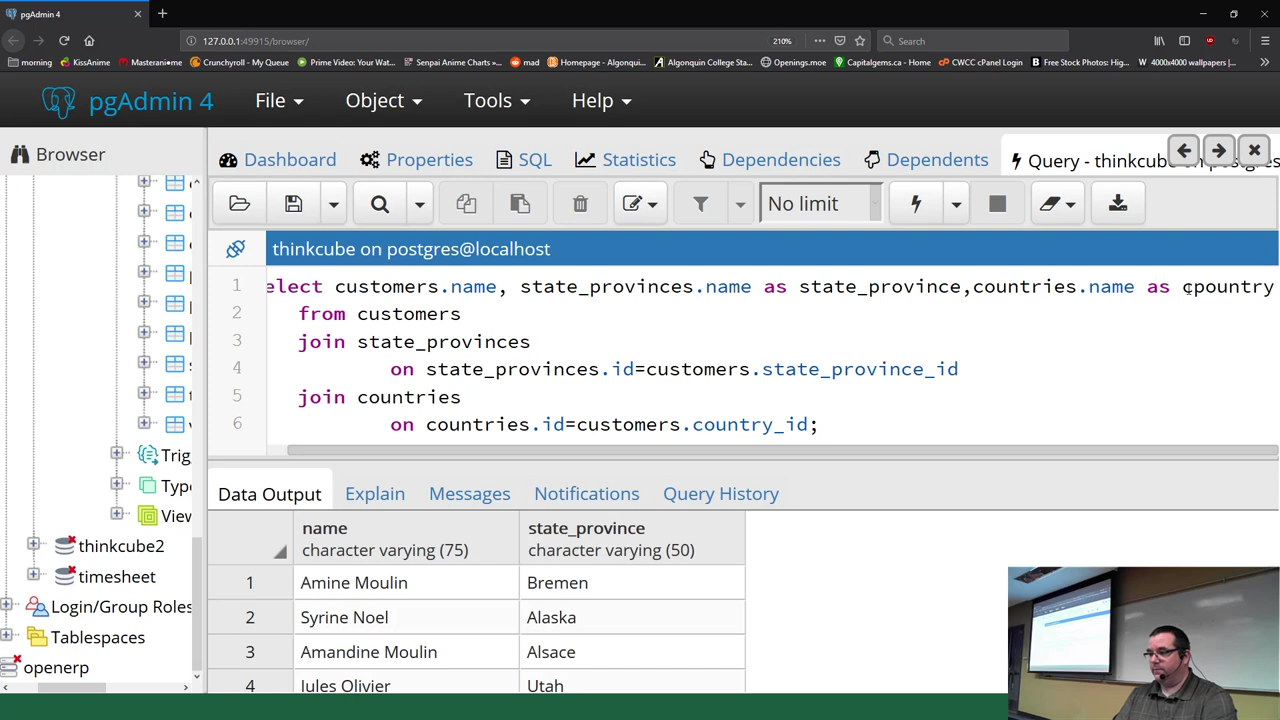 pgAdmin 4
127.0.0.1:49915/browser/
210%
Search
morning
KissAnime
Masterani•me
Crunchyroll - My Queue
Prime Video: Your Wat...
Senpai Anime Charts »...
mad
Homepage - Algonqui...
Algonquin College Sta...
Openings.moe
Capitalgems.ca - Home
CWCC cPanel Login
Free Stock Photos: Hig...
4000x4000 wallpapers |...
pgAdmin 4
File
Object
Tools
Help
Browser
Dashboard
Properties
SQL
Statistics
Dependencies
Dependents
Query - thinkcube on postgres
No limit
thinkcube on postgres@localhost
1 elect customers.name, state_provinces.name as state_province,countries.name as country
2 from customers
3 join state_provinces
4 on state_provinces.id=customers.state_province_id
5 join countries
6 on countries.id=customers.country_id;
Trig
Type
View
thinkcube2
timesheet
Login/Group Roles
Tablespaces
openerp
Data Output
Explain
Messages
Notifications
Query History
name
character varying (75)
state_province
character varying (50)
1 Amine Moulin Bremen
2 Syrine Noel Alaska
3 Amandine Moulin Alsace
4 Jules Olivier Utah